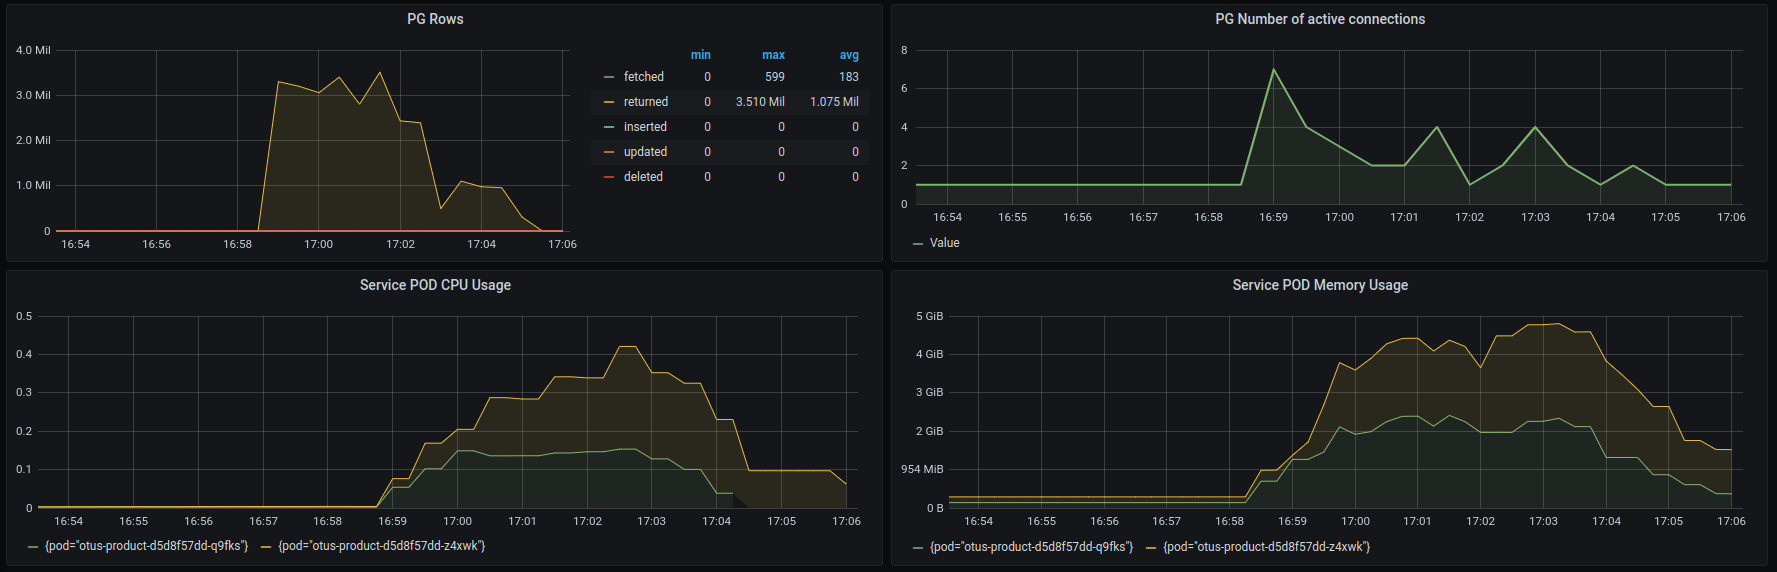 PG Rows
4.0 Mil
3.0 Mil
2.0 Mil
1.0 Mil
0
16:54 16:56 16:58 17:00 17:02 17:04 17:06
min max avg
fetched 0 599 183
returned 0 3.510 Mil 1.075 Mil
inserted 0 0 0
updated 0 0 0
deleted 0 0 0
PG Number of active connections
8
6
4
2
0
16:54 16:55 16:56 16:57 16:58 16:59 17:00 17:01 17:02 17:03 17:04 17:05 17:06
Value
Service POD CPU Usage
0.5
0.4
0.3
0.2
0.1
0
16:54 16:55 16:56 16:57 16:58 16:59 17:00 17:01 17:02 17:03 17:04 17:05 17:06
{pod="otus-product-d5d8f57dd-q9fks"} {pod="otus-product-d5d8f57dd-z4xwk"}
Service POD Memory Usage
5 GiB
4 GiB
3 GiB
2 GiB
954 MiB
0 B
16:54 16:55 16:56 16:57 16:58 16:59 17:00 17:01 17:02 17:03 17:04 17:05 17:06
{pod="otus-product-d5d8f57dd-q9fks"} {pod="otus-product-d5d8f57dd-z4xwk"}